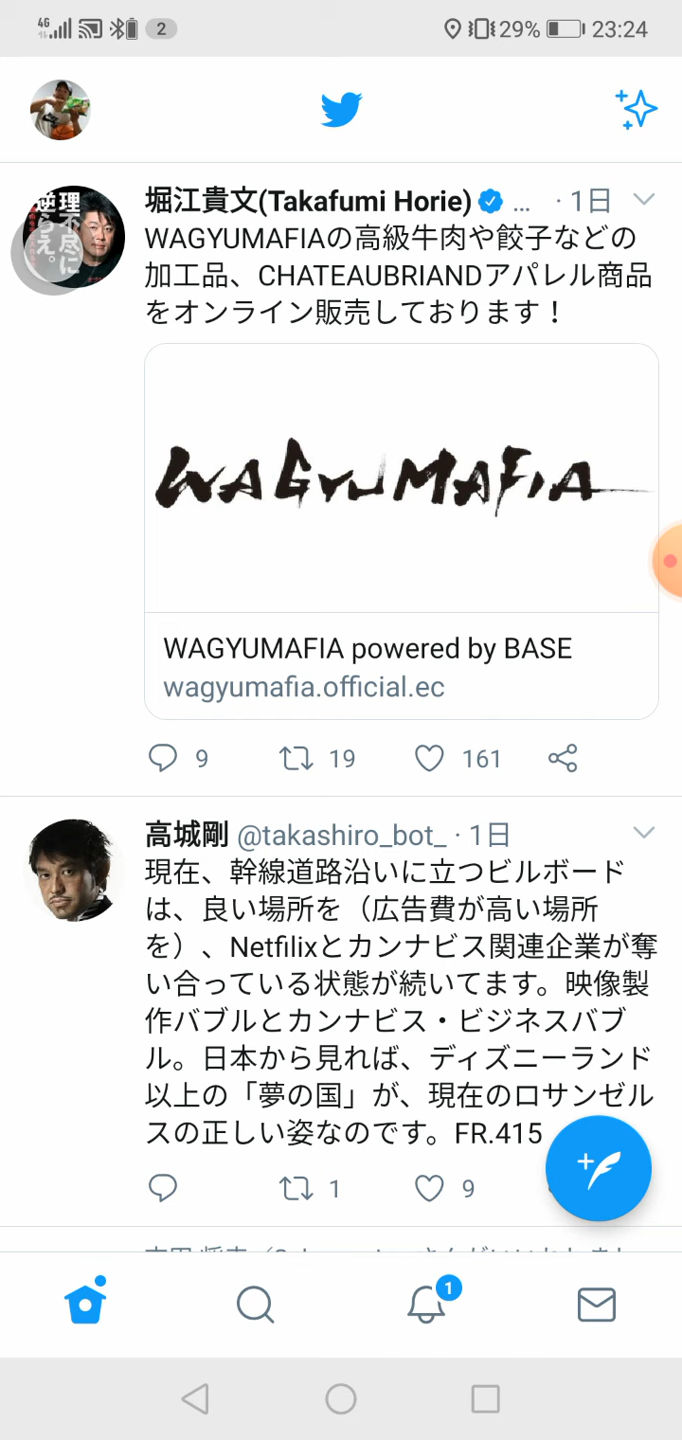 4G 2 29% 23:24
理不尽に
逆らえ。
堀江貴文(Takafumi Horie) … · 1日
WAGYUMAFIAの高級牛肉や餃子などの
加工品、CHATEAUBRIANDアパレル商品
をオンライン販売しております！
WAGYUMAFIA
WAGYUMAFIA powered by BASE
wagyumafia.official.ec
9 19 161
高城剛 @takashiro_bot_ · 1日
現在、幹線道路沿いに立つビルボード
は、良い場所を（広告費が高い場所
を）、Netfilixとカンナビス関連企業が奪
い合っている状態が続いてます。映像製
作バブルとカンナビス・ビジネスバブ
ル。日本から見れば、ディズニーランド
以上の「夢の国」が、現在のロサンゼル
スの正しい姿なのです。FR.415
1 9
1